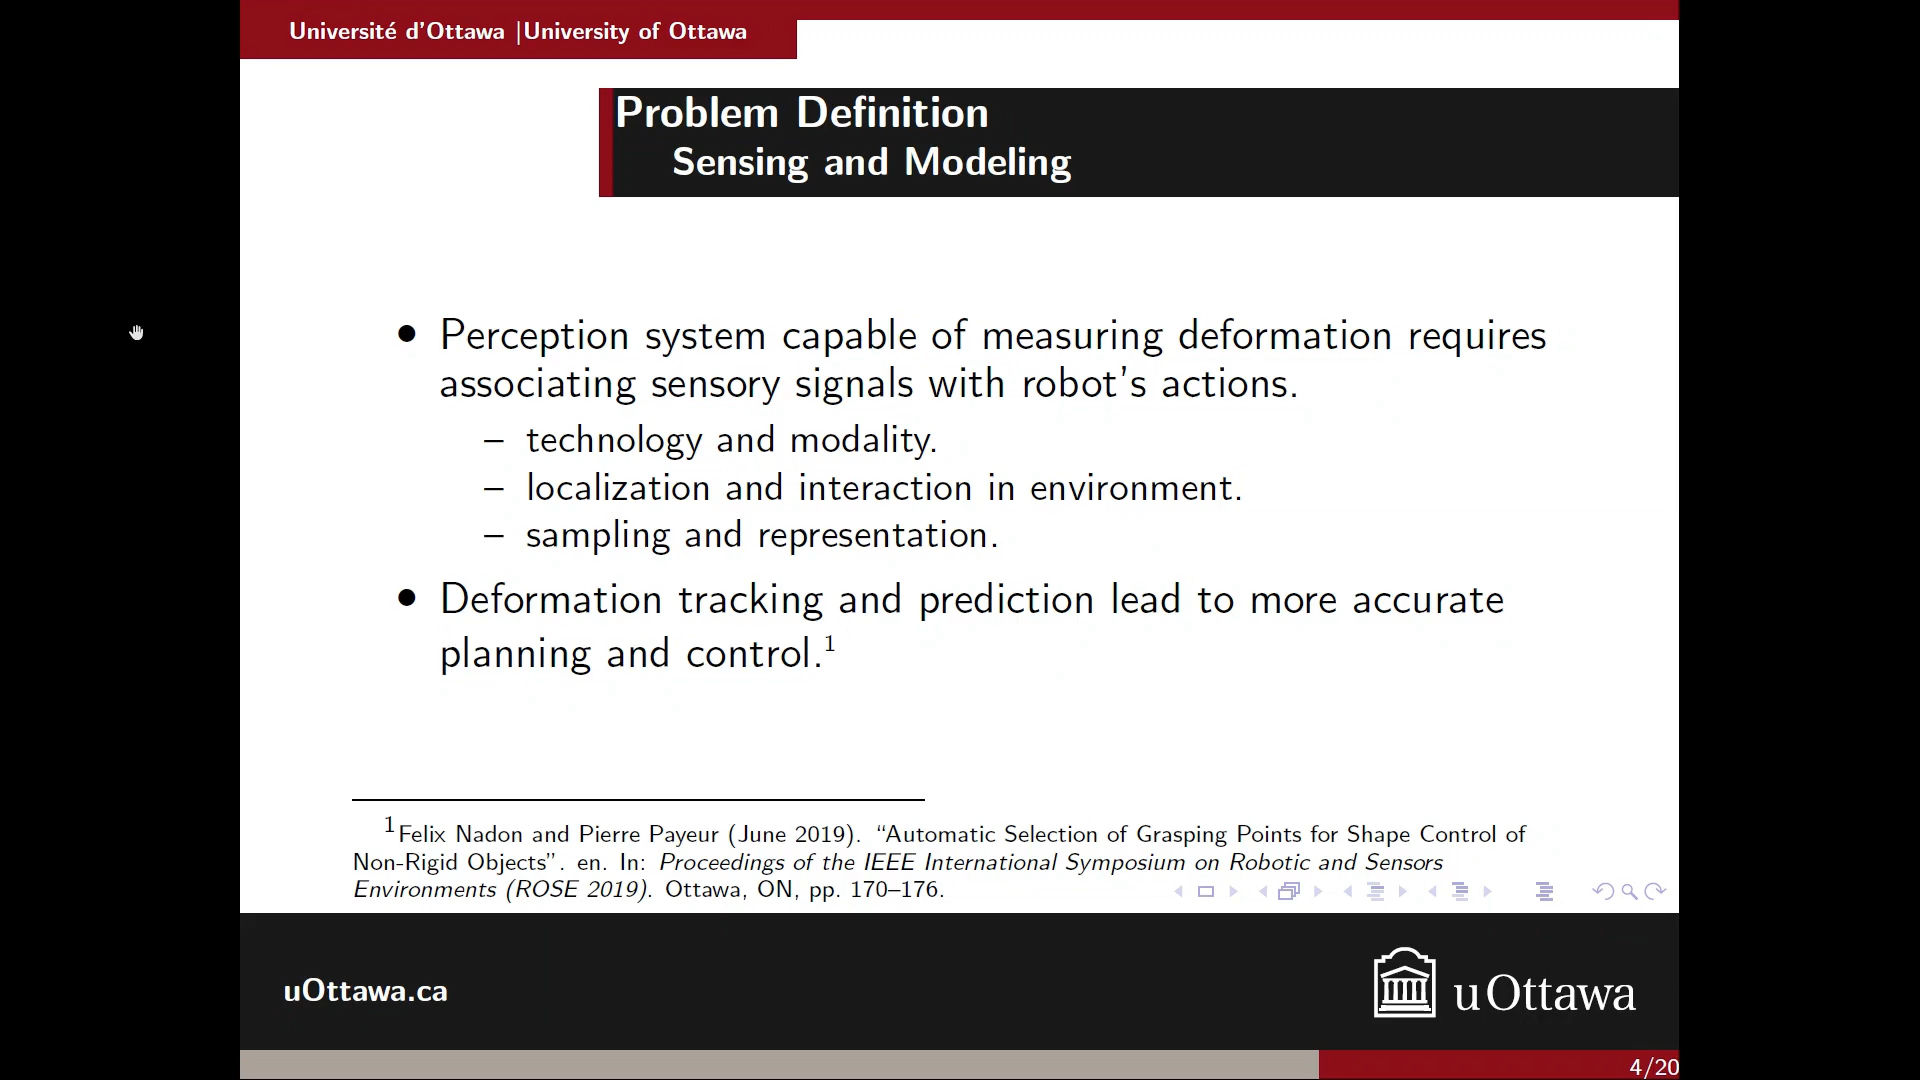 Université d'Ottawa |University of Ottawa
Problem Definition
Sensing and Modeling
• Perception system capable of measuring deformation requires
associating sensory signals with robot's actions.
– technology and modality.
– localization and interaction in environment.
– sampling and representation.
• Deformation tracking and prediction lead to more accurate
planning and control.¹
¹Felix Nadon and Pierre Payeur (June 2019). “Automatic Selection of Grasping Points for Shape Control of
Non-Rigid Objects”. en. In: Proceedings of the IEEE International Symposium on Robotic and Sensors
Environments (ROSE 2019). Ottawa, ON, pp. 170–176.
uOttawa.ca
uOttawa
4/20